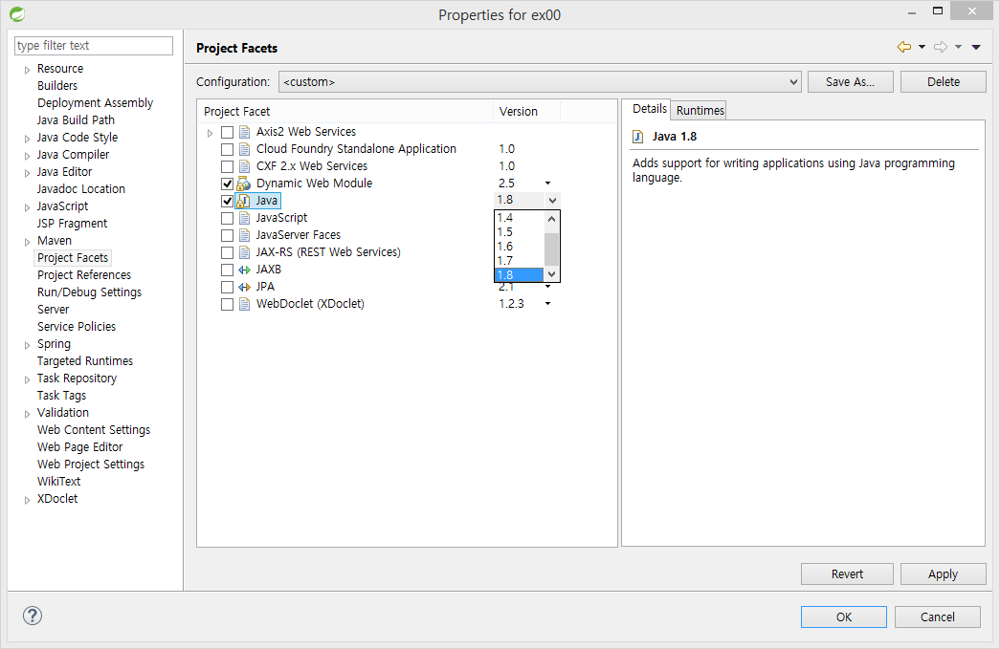 Properties for ex00
type filter text
Resource
Builders
Deployment Assembly
Java Build Path
Java Code Style
Java Compiler
Java Editor
Javadoc Location
JavaScript
JSP Fragment
Maven
Project Facets
Project References
Run/Debug Settings
Server
Service Policies
Spring
Targeted Runtimes
Task Repository
Task Tags
Validation
Web Content Settings
Web Page Editor
Web Project Settings
WikiText
XDoclet
Project Facets
Configuration: <custom> Save As... Delete
Project Facet Version
Axis2 Web Services
Cloud Foundry Standalone Application 1.0
CXF 2.x Web Services 1.0
Dynamic Web Module 2.5
Java 1.8
JavaScript
JavaServer Faces
JAX-RS (REST Web Services)
JAXB
JPA 2.1
WebDoclet (XDoclet) 1.2.3
1.4
1.5
1.6
1.7
1.8
Details Runtimes
Java 1.8
Adds support for writing applications using Java programming
language.
Revert Apply
OK Cancel